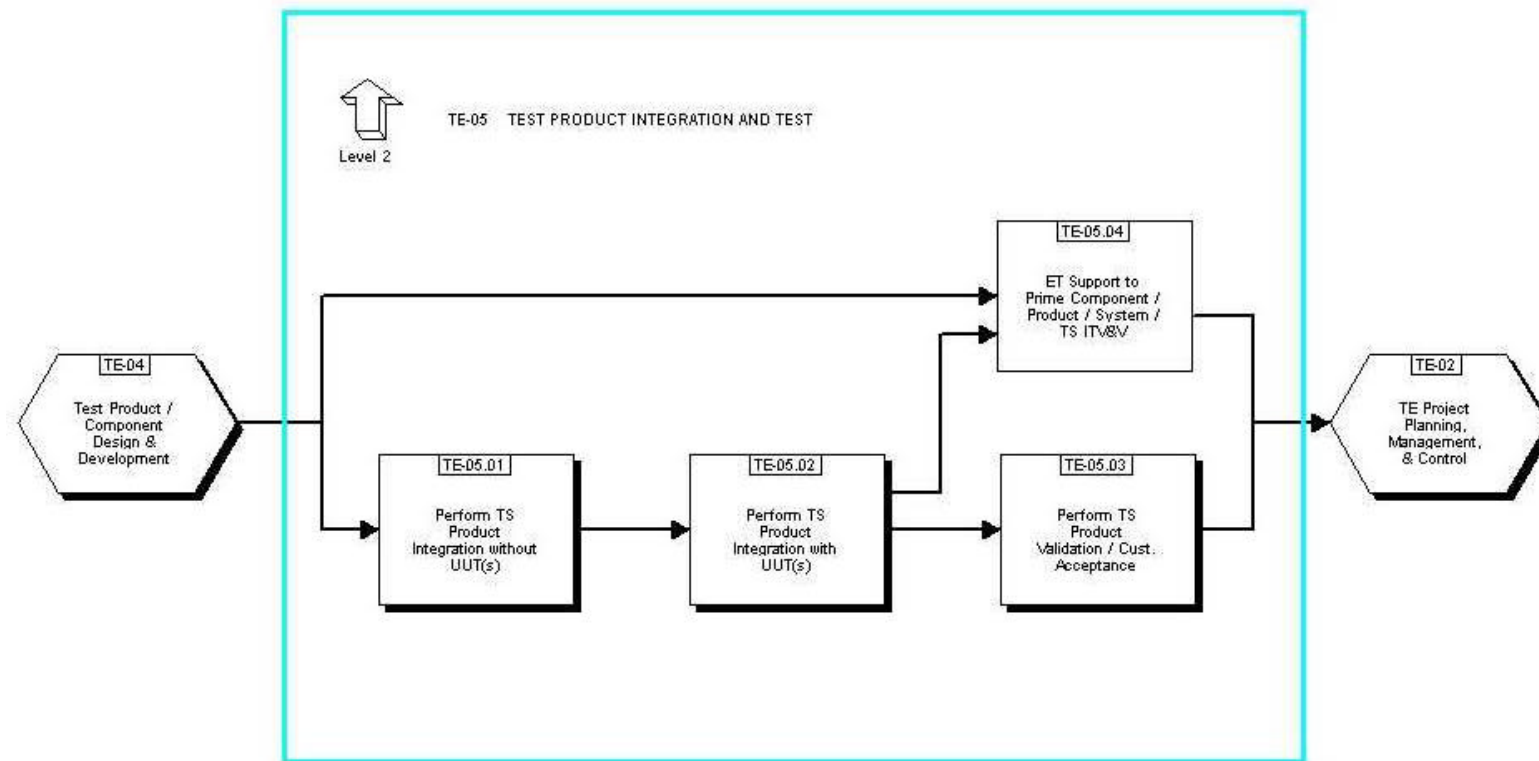 TE-05 TEST PRODUCT INTEGRATION AND TEST
Level 2
TE-05.04
ET Support to
Prime Component /
Product / System /
TS ITV&V
TE-04
Test Product /
Component
Design &
Development
TE-02
TE Project
Planning,
Management,
& Control
TE-05.01
Perform TS
Product
Integration without
UUT(s)
TE-05.02
Perform TS
Product
Integration with
UUT(s)
TE-05.03
Perform TS
Product
Validation / Cust.
Acceptance